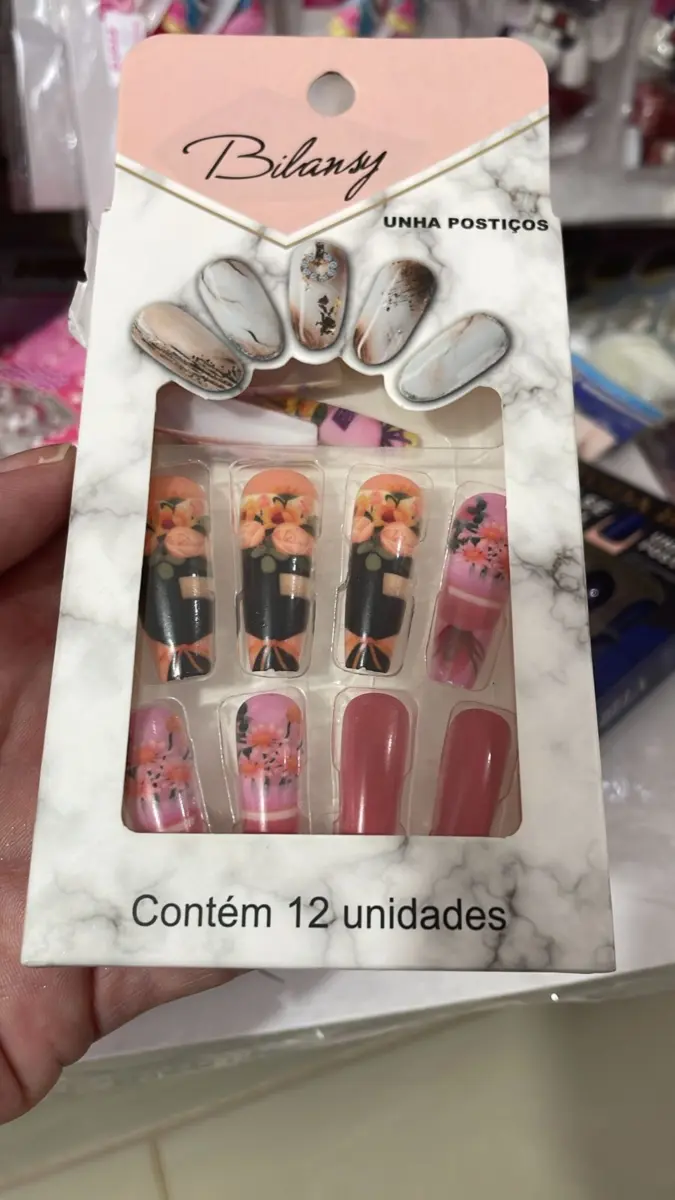 Bilansy
UNHA POSTIÇOS
Contém 12 unidades